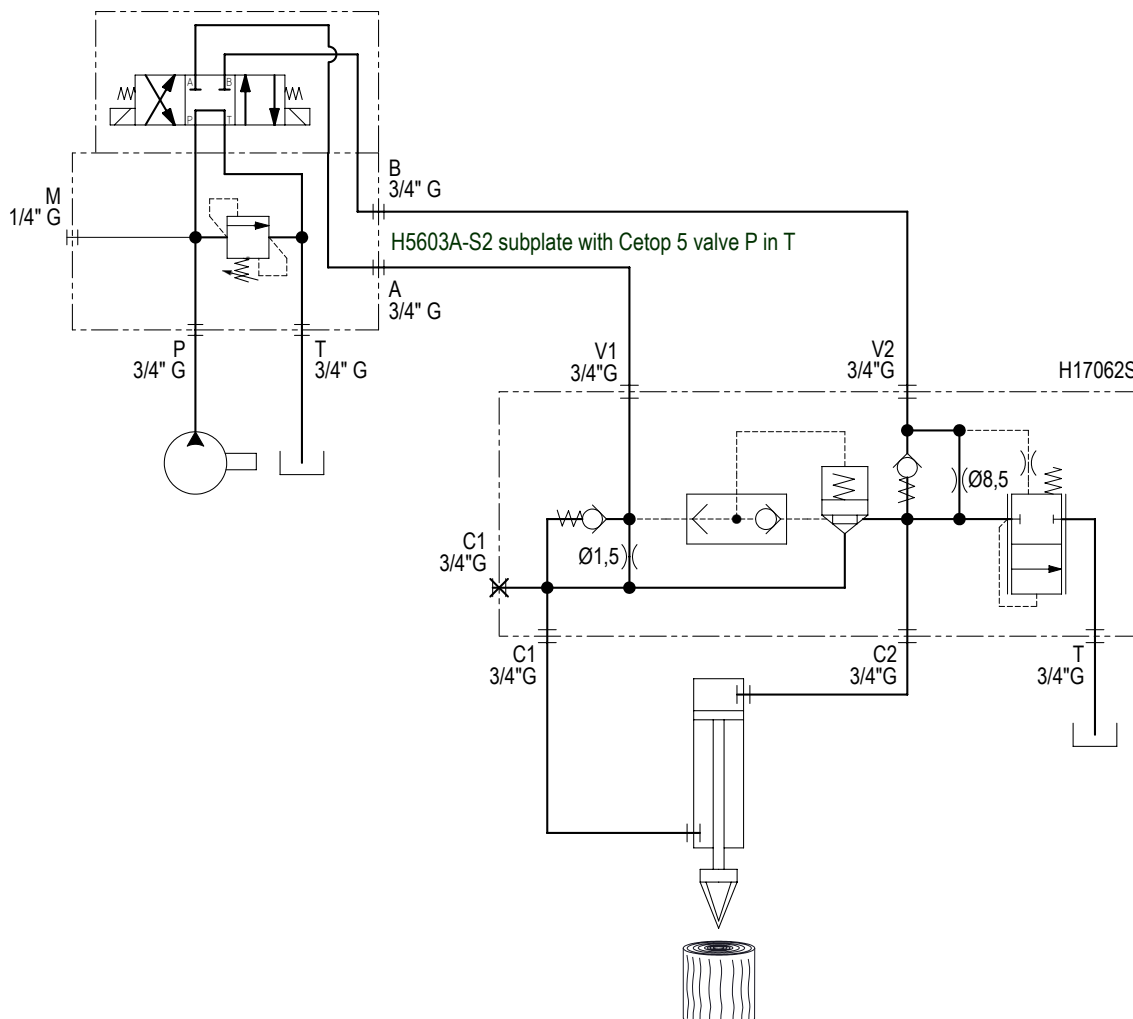 A
B
P
T
M
1/4" G
B
3/4" G
H5603A-S2 subplate with Cetop 5 valve P in T
A
3/4" G
P
3/4" G
T
3/4" G
V1
3/4"G
V2
3/4"G
H17062S
C1
3/4"G
Ø1,5
Ø8,5
C1
3/4"G
C2
3/4"G
T
3/4"G